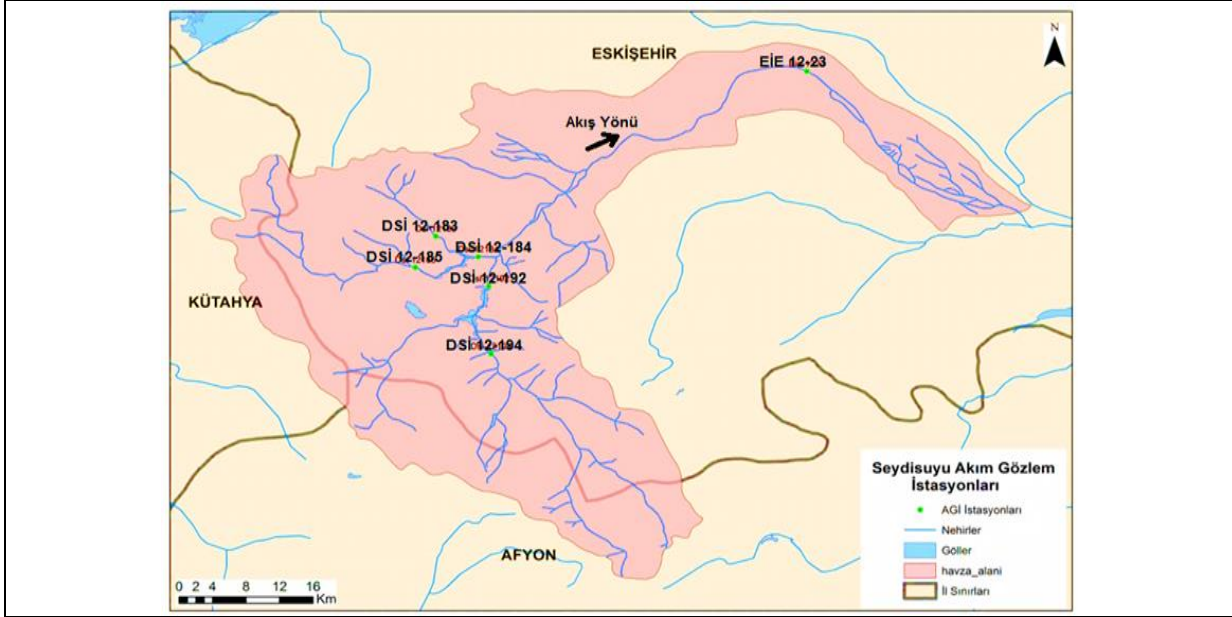 N
ESKİŞEHİR
EİE 12-23
Akış Yönü
DSİ 12-183
DSİ 12-184
DSİ 12-185
DSİ 12-192
KÜTAHYA
DSİ 12-194
AFYON
Seydisuyu Akım Gözlem
İstasyonları
AGİ İstasyonları
Nehirler
Göller
havza_alani
İl Sınırları
0 2 4 8 12 16
Km